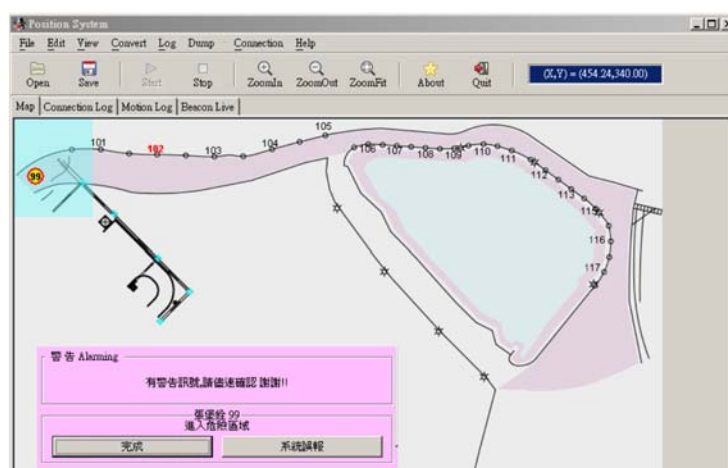 Position System
File Edit View Convert Log Dump Connection Help
Open Save Start Stop ZoomIn ZoomOut ZoomFit About Quit (X,Y) = (454.24,340.00)
Map Connection Log Motion Log Beacon Live
105
101 102 103 104 106 107 108 109 110 111
99 112
113
115
116
117
警告 Alarming
有警告訊號,請儘速確認 謝謝!!
99
進入危險區域
完成 系統誤報